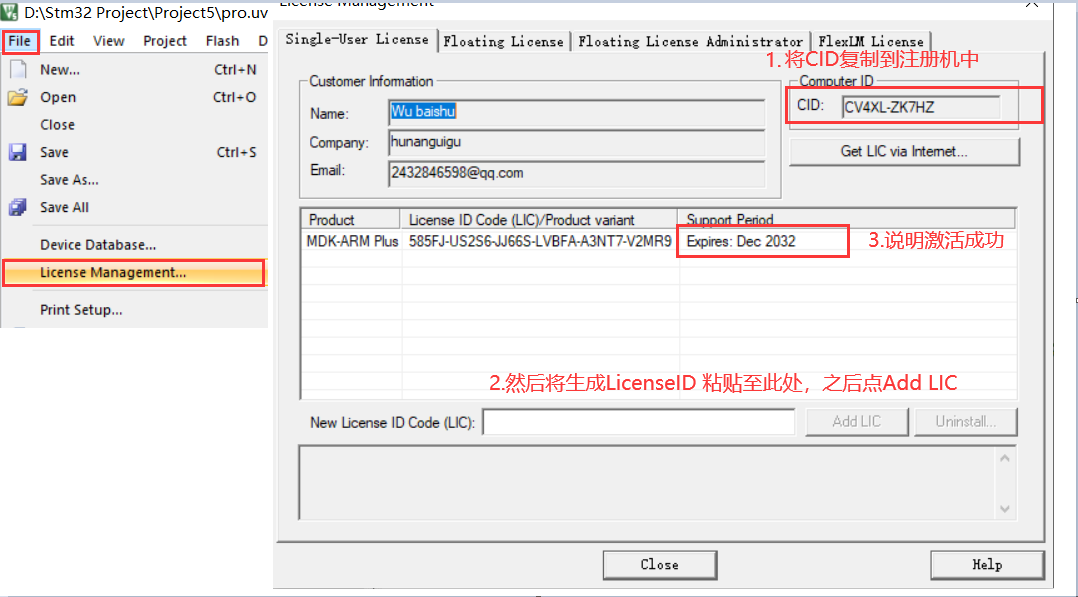 D:\Stm32 Project\Project5\pro.uv
File Edit View Project Flash D
New... Ctrl+N
Open Ctrl+O
Close
Save Ctrl+S
Save As...
Save All
Device Database...
License Management...
Print Setup...
License Management
Single-User License Floating License Floating License Administrator FlexLM License
1.将CID复制到注册机中
Customer Information
Computer ID
Name: Wu baishu
CID: CV4XL-ZK7HZ
Company: hunanguigu
Get LIC via Internet...
Email: 2432846598@qq.com
Product License ID Code (LIC)/Product variant Support Period
MDK-ARM Plus 585FJ-US2S6-JJ66S-LVBFA-A3NT7-V2MR9 Expires: Dec 2032
3.说明激活成功
2.然后将生成LicenseID 粘贴至此处，之后点Add LIC
New License ID Code (LIC): Add LIC Uninstall...
Close Help